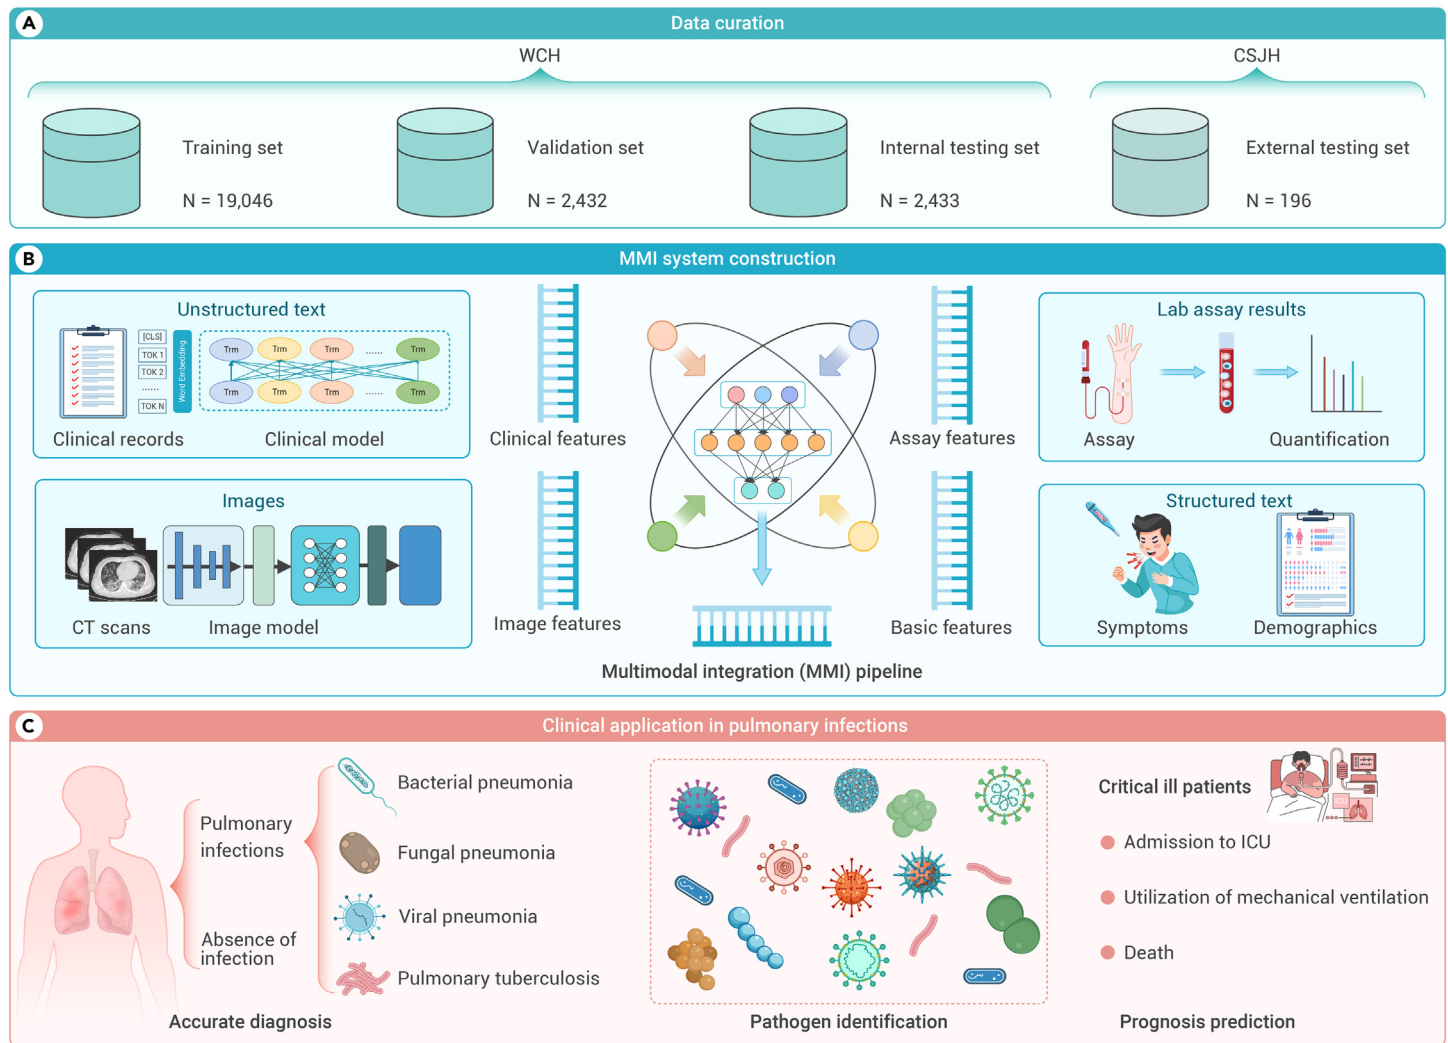 A
Data curation
WCH
CSJH
Training set
N = 19,046
Validation set
N = 2,432
Internal testing set
N = 2,433
External testing set
N = 196
B
MMI system construction
Unstructured text
[CLS]
TOK 1
TOK 2
......
TOK N
Word Embedding
Trm Trm Trm ...... Trm
Trm Trm Trm ...... Trm
Clinical records
Clinical model
Images
CT scans
Image model
Clinical features
Image features
Assay features
Basic features
Multimodal integration (MMI) pipeline
Lab assay results
Assay
Quantification
Structured text
Symptoms
Demographics
C
Clinical application in pulmonary infections
Pulmonary
infections
Absence of
infection
Bacterial pneumonia
Fungal pneumonia
Viral pneumonia
Pulmonary tuberculosis
Accurate diagnosis
Pathogen identification
Critical ill patients
Admission to ICU
Utilization of mechanical ventilation
Death
Prognosis prediction